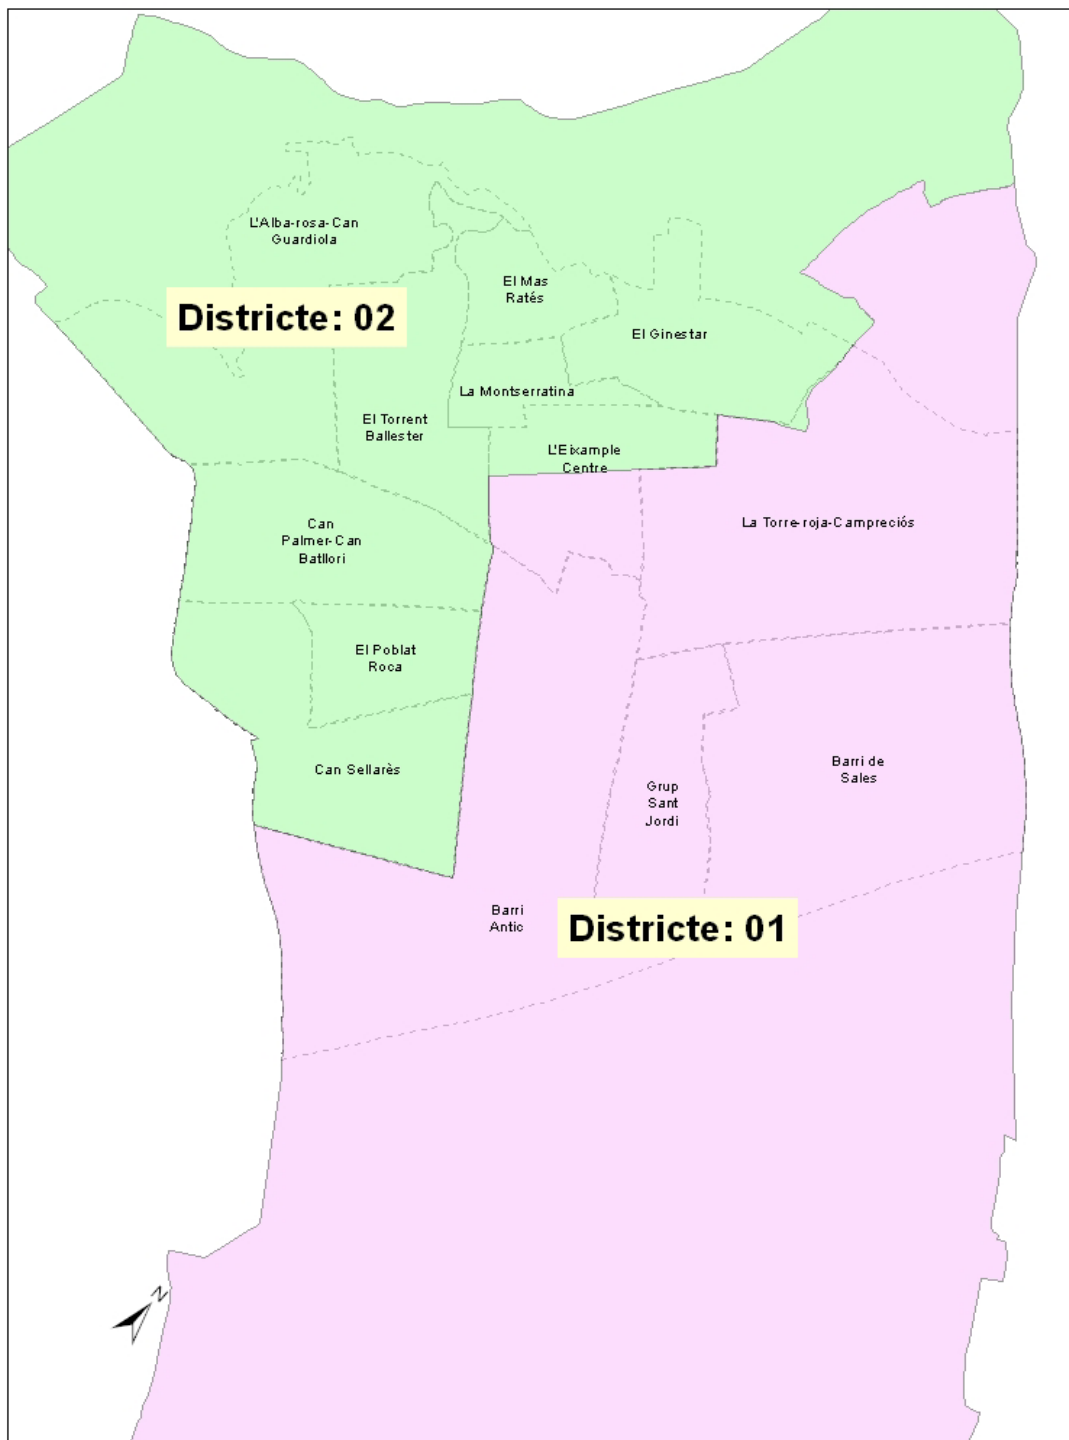 L'Alba-rosa-Can
Guardiola
El Mas
Ratés
Districte: 02
El Ginestar
La Montserratina
El Torrent
Ballester
L'Eixample
Centre
Can
Palmer-Can
Batllori
La Torre-roja-Campreciós
El Poblat
Roca
Can Sellarès
Barri de
Sales
Grup
Sant
Jordi
Barri
Antic
Districte: 01
N